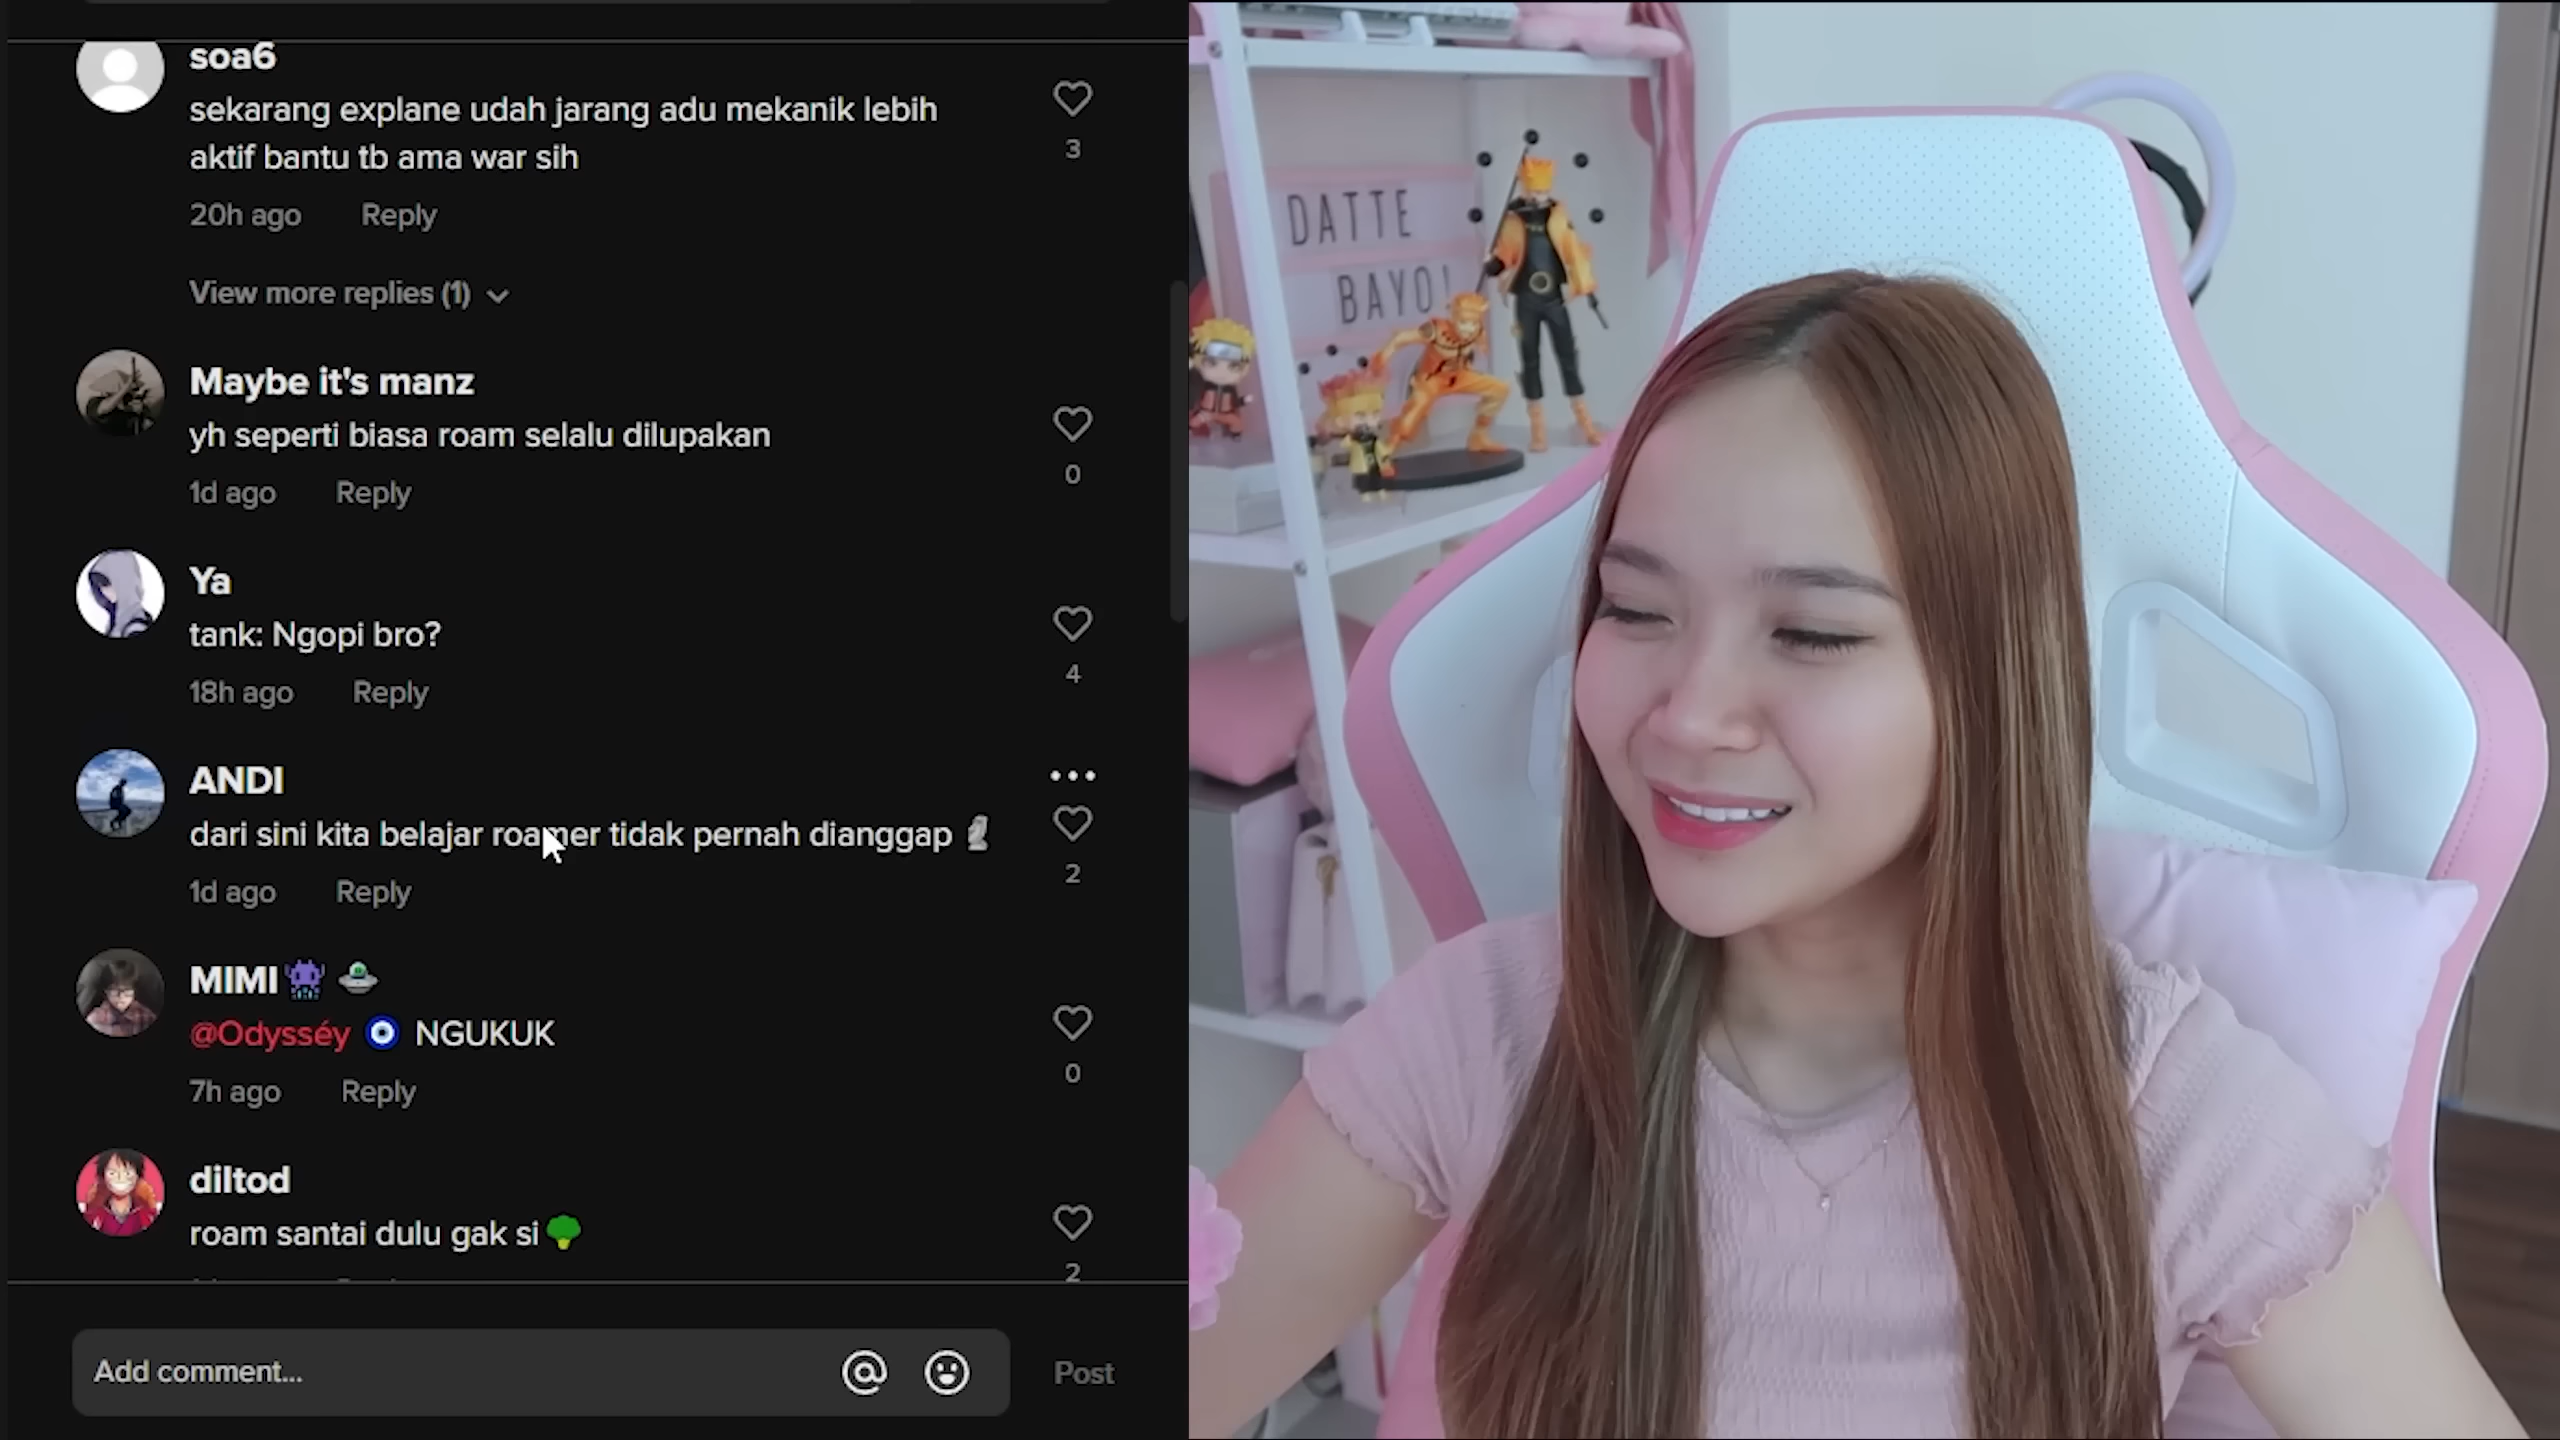 soa6
sekarang explane udah jarang adu mekanik lebih
aktif bantu tb ama war sih
3
20h ago Reply
View more replies (1)
Maybe it's manz
yh seperti biasa roam selalu dilupakan
0
1d ago Reply
Ya
tank: Ngopi bro?
4
18h ago Reply
ANDI
dari sini kita belajar roamer tidak pernah dianggap 🗿
2
1d ago Reply
MIMI👾 🛸
@Odysséy 🧿 NGUKUK
0
7h ago Reply
diltod
roam santai dulu gak si🥦
2
Add comment...
Post
DATTE
BAYO!